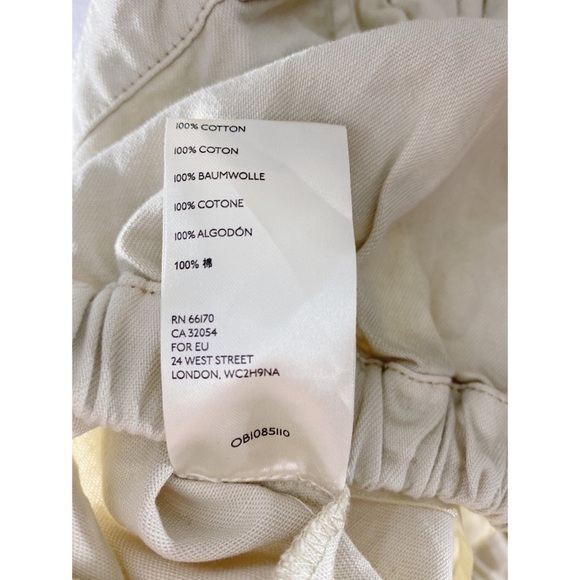 100% COTTON
100% COTON
100% BAUMWOLLE
100% COTONE
100% ALGODÓN
100% 棉
RN 66170
CA 32054
FOR EU
24 WEST STREET
LONDON, WC2H9NA
OB1085110